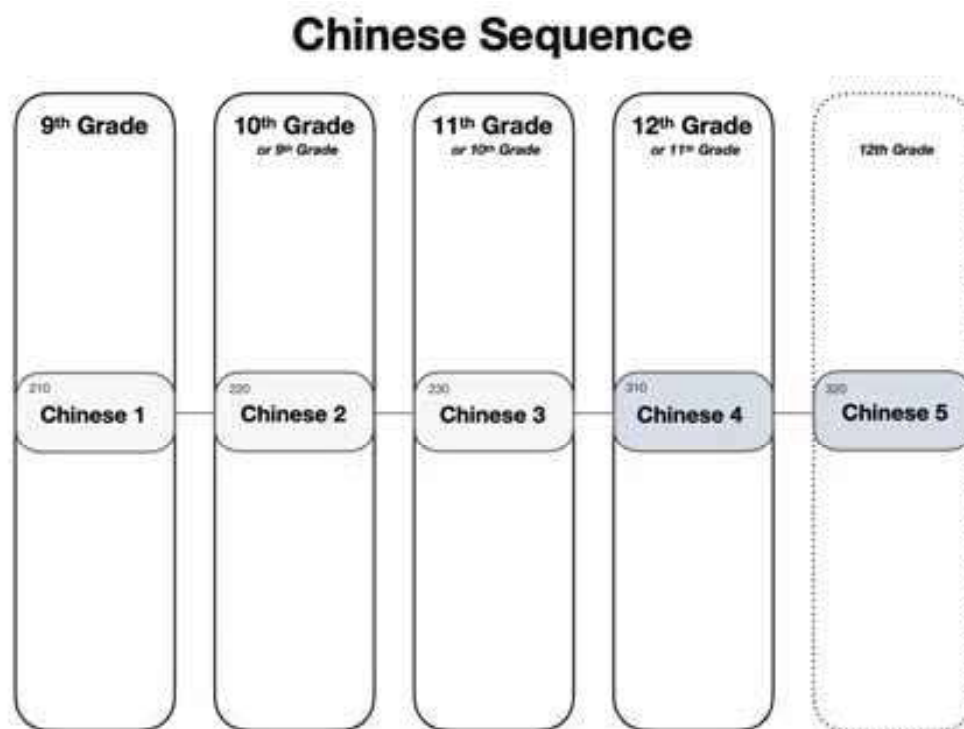 Chinese Sequence
9th Grade
10th Grade
or 9th Grade
11th Grade
or 10th Grade
12th Grade
or 11st Grade
12th Grade
210
Chinese 1
220
Chinese 2
230
Chinese 3
310
Chinese 4
320
Chinese 5